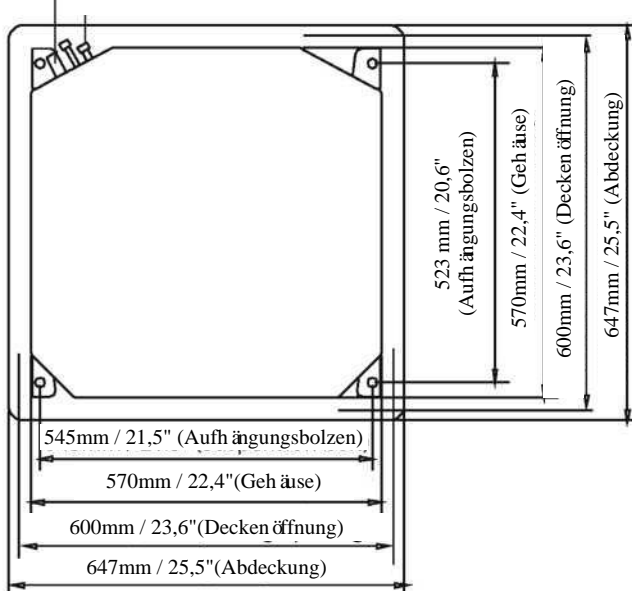 523 mm / 20,6"
(Aufhängungsbolzen)
570mm / 22,4" (Gehäuse)
600mm / 23,6" (Deckenöffnung)
647mm / 25,5" (Abdeckung)
545mm / 21,5" (Aufhängungsbolzen)
570mm / 22,4"(Gehäuse)
600mm / 23,6"(Deckenöffnung)
647mm / 25,5"(Abdeckung)